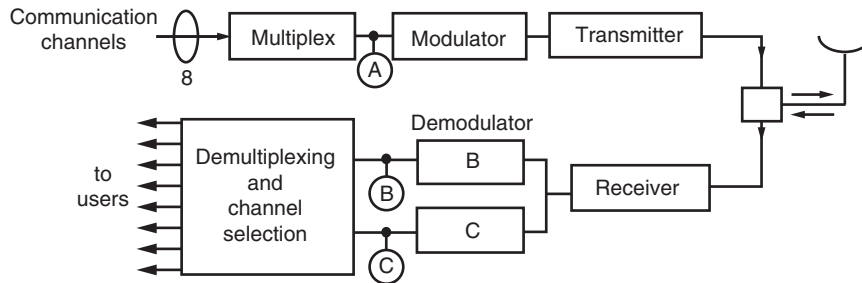 Communication
channels
8
Multiplex
A
Modulator
Transmitter
Demodulator
to
users
Demultiplexing
and
channel
selection
B
B
C
C
Receiver